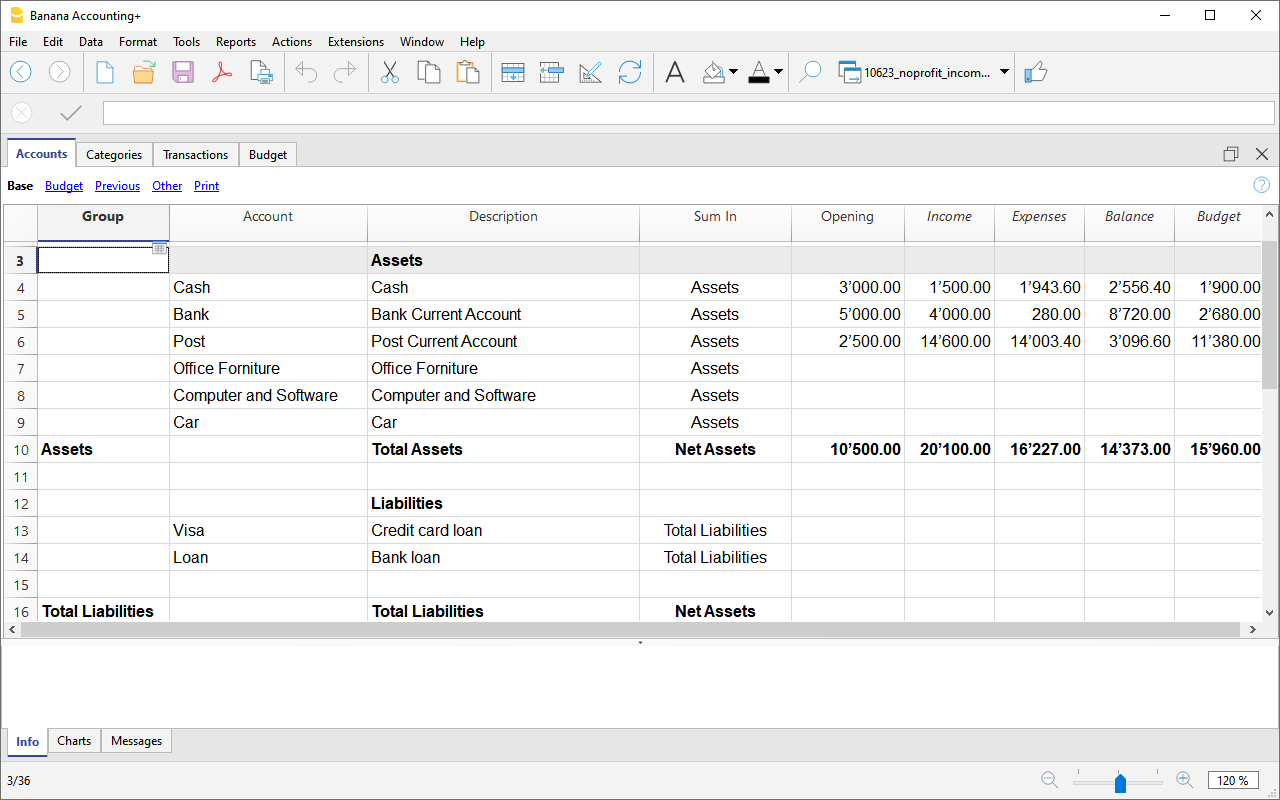 Banana Accounting+
File Edit Data Format Tools Reports Actions Extensions Window Help
10623_noprofit_incom...
Accounts Categories Transactions Budget
Base Budget Previous Other Print
Group Account Description Sum In Opening Income Expenses Balance Budget
3 Assets
4 Cash Cash Assets 3’000.00 1’500.00 1’943.60 2’556.40 1’900.00
5 Bank Bank Current Account Assets 5’000.00 4’000.00 280.00 8’720.00 2’680.00
6 Post Post Current Account Assets 2’500.00 14’600.00 14’003.40 3’096.60 11’380.00
7 Office Forniture Office Forniture Assets
8 Computer and Software Computer and Software Assets
9 Car Car Assets
10 Assets Total Assets Net Assets 10’500.00 20’100.00 16’227.00 14’373.00 15’960.00
11
12 Liabilities
13 Visa Credit card loan Total Liabilities
14 Loan Bank loan Total Liabilities
15
16 Total Liabilities Total Liabilities Net Assets
Info Charts Messages
3/36 120 %